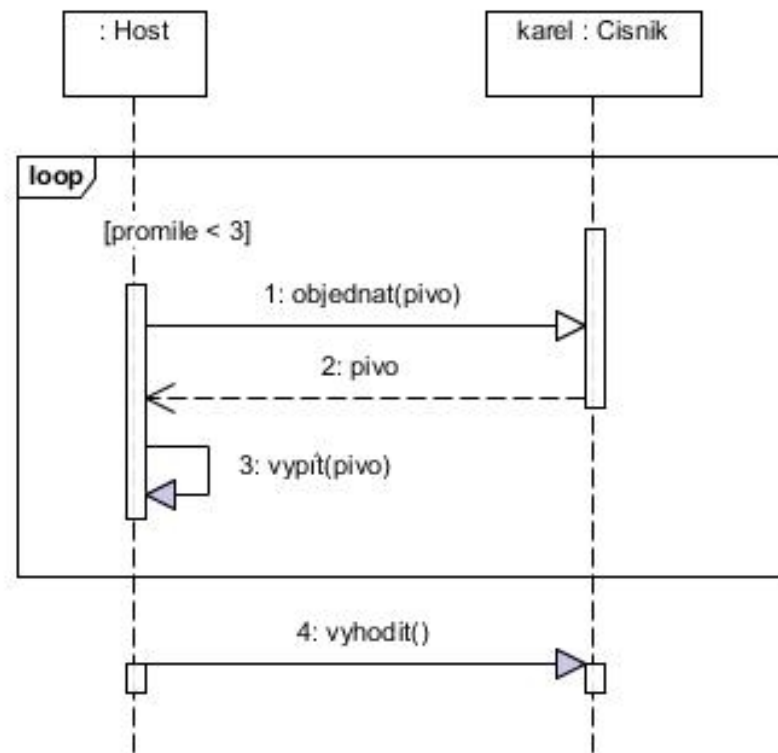 : Host
karel : Cisnik
loop
[promile < 3]
1: objednat(pivo)
2: pivo
3: vypít(pivo)
4: vyhodit()